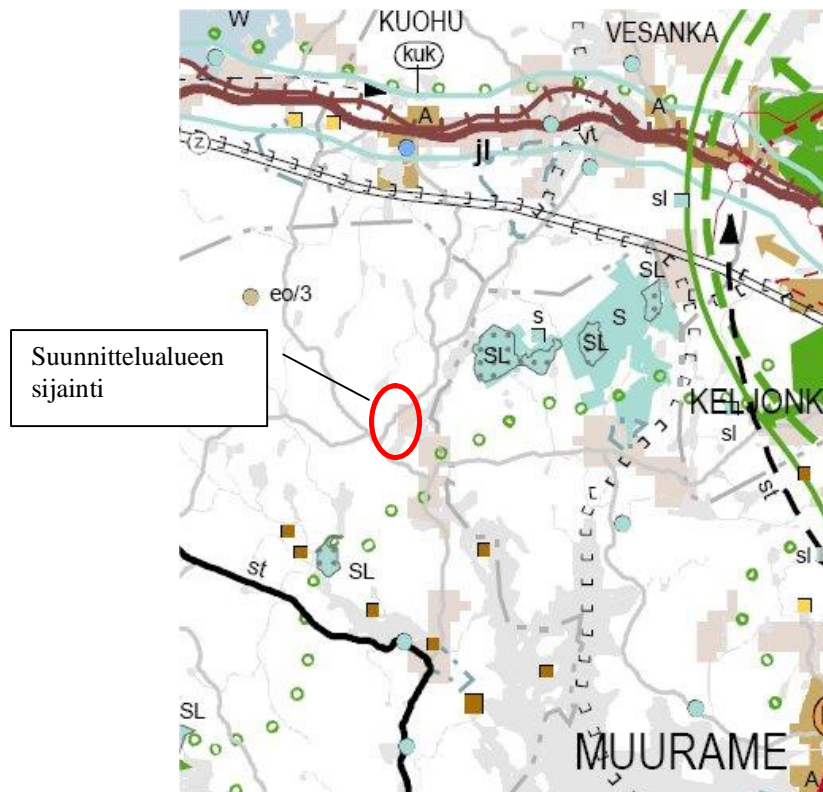 W
KUOHU
VESANKA
kuk
A
A
jl
vt
Z
sl
SL
eo/3
s
S
SL
SL
Suunnittelualueen
sijainti
KELJONK
sl
st
st
SL
sl
SL
MUURAME
A